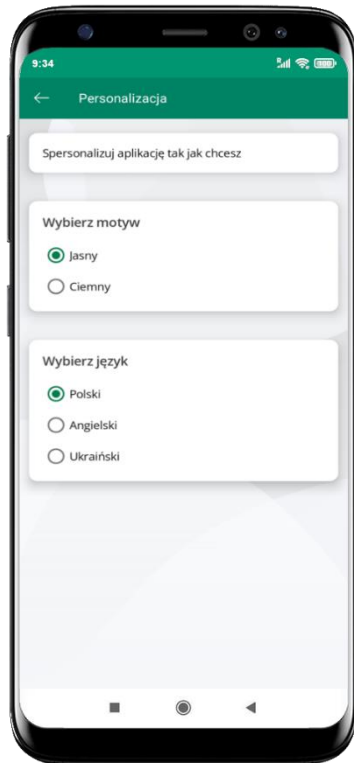 9:34
Personalizacja
Spersonalizuj aplikację tak jak chcesz
Wybierz motyw
Jasny
Ciemny
Wybierz język
Polski
Angielski
Ukraiński